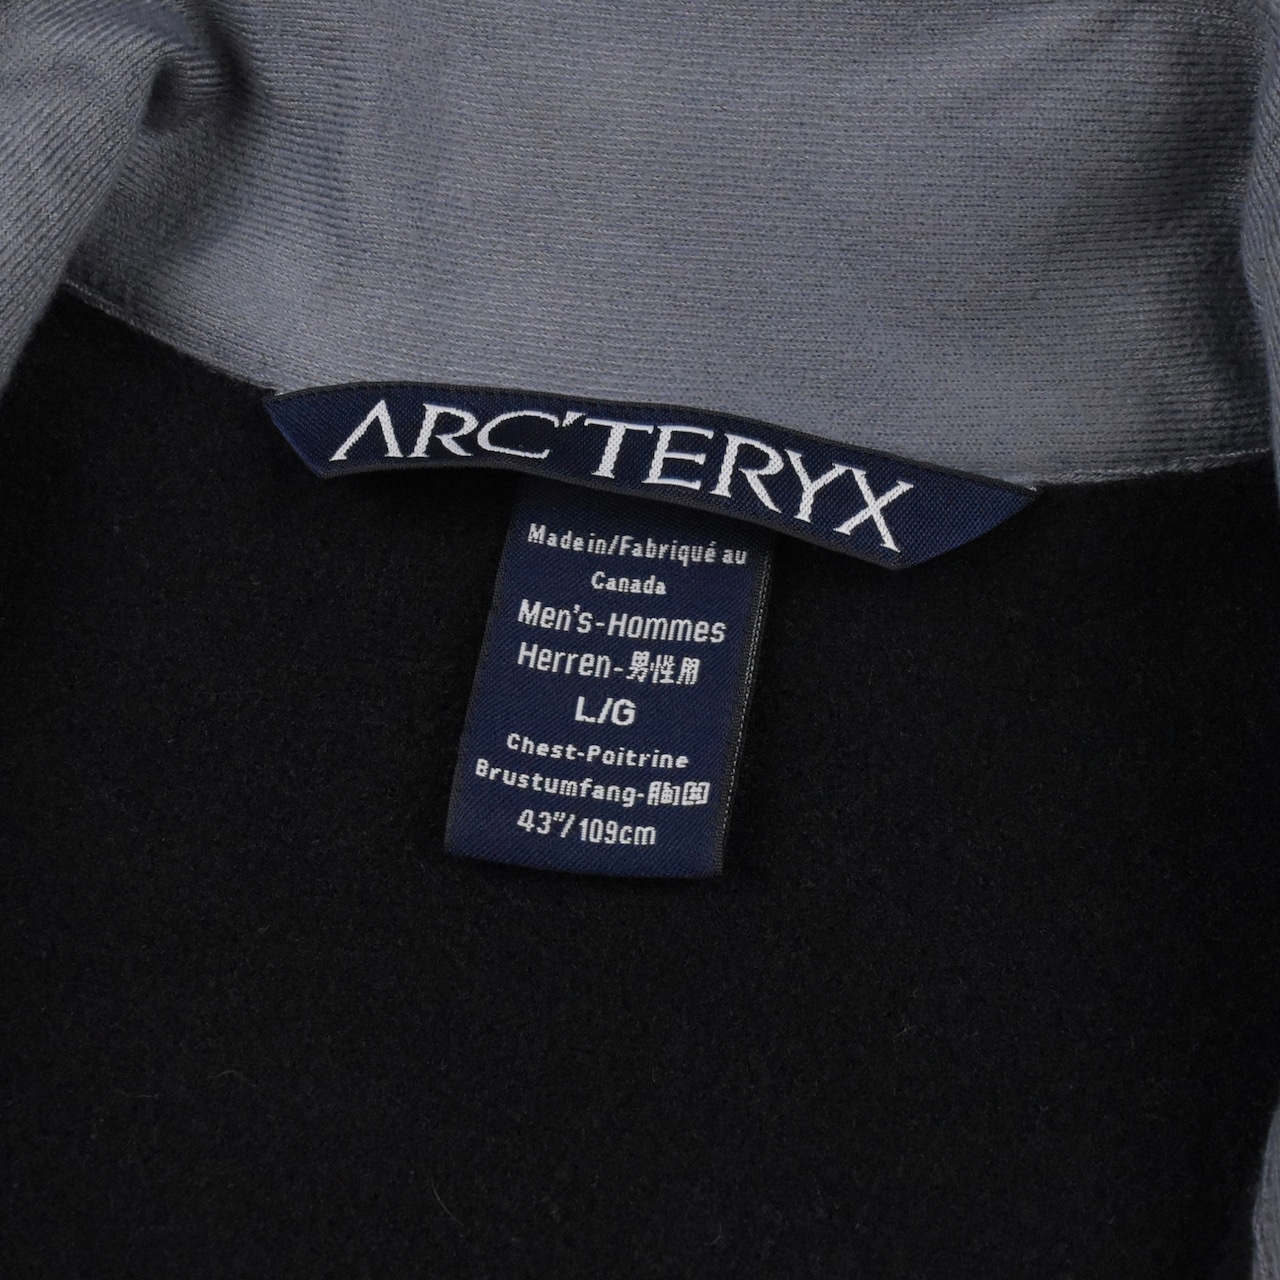 ARC'TERYX
Made in/Fabriqué au
Canada
Men's-Hommes
Herren-男性用
L/G
Chest-Poitrine
Brustumfang-胸囲
43"/109cm